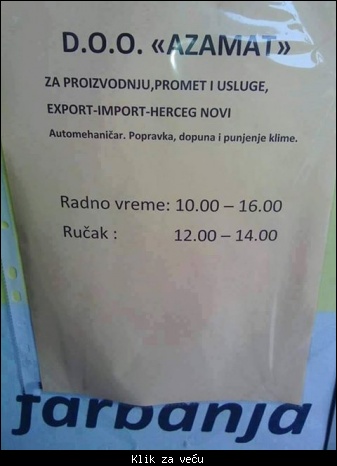 D.O.O. «AZAMAT»
ZA PROIZVODNJU,PROMET I USLUGE,
EXPORT-IMPORT-HERCEG NOVI
Automehaničar. Popravka, dopuna i punjenje klime.
Radno vreme: 10.00 – 16.00
Ručak : 12.00 – 14.00
farbanja
Klik za veću